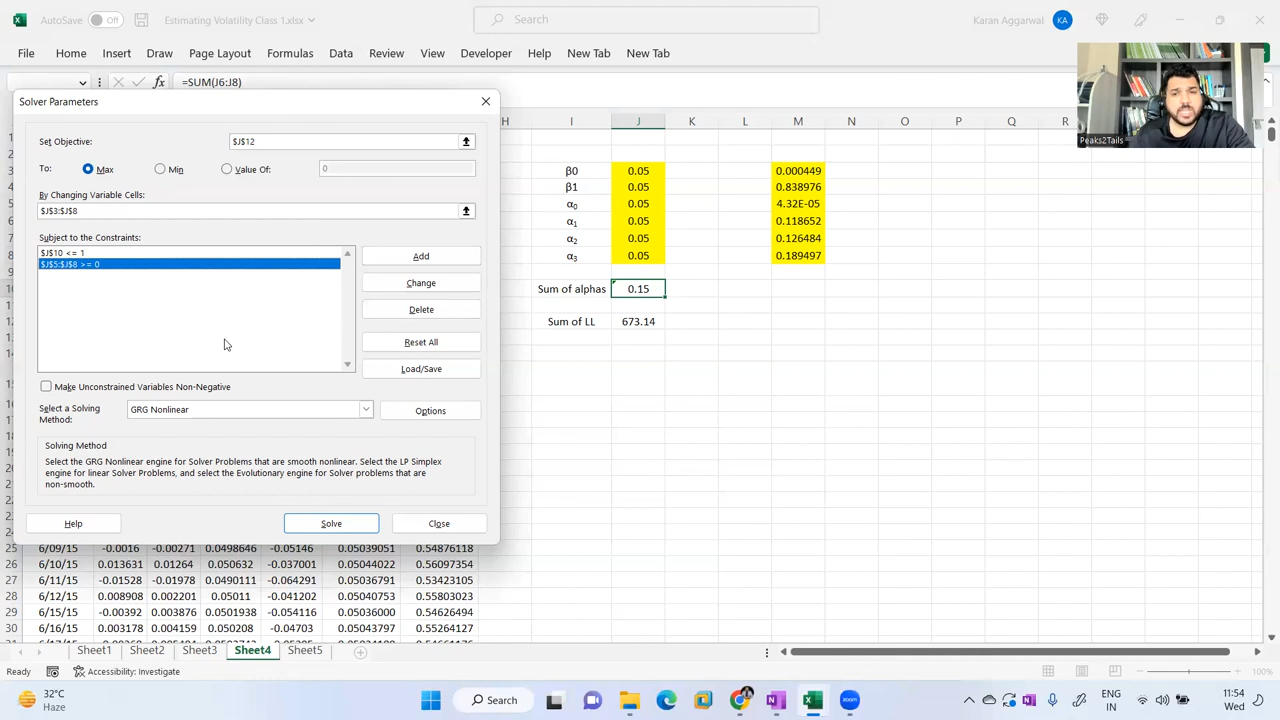 AutoSave Off Estimating Volatility Class 1.xlsx Search Karan Aggarwal KA
File Home Insert Draw Page Layout Formulas Data Review View Developer Help New Tab New Tab
fx =SUM(J6:J8)
Peaks2Tails
Solver Parameters
Set Objective: $J$12
To: Max Min Value Of: 0
By Changing Variable Cells:
$J$3:$J$8
Subject to the Constraints:
$J$10 <= 1
$J$5:$J$8 >= 0
Add
Change
Delete
Reset All
Load/Save
Make Unconstrained Variables Non-Negative
Select a Solving Method: GRG Nonlinear Options
Solving Method
Select the GRG Nonlinear engine for Solver Problems that are smooth nonlinear. Select the LP Simplex
engine for linear Solver Problems, and select the Evolutionary engine for Solver problems that are
non-smooth.
Help Solve Close
H I J K L M N O P Q R
β0 0.05 0.000449
β1 0.05 0.838976
α0 0.05 4.32E-05
α1 0.05 0.118652
α2 0.05 0.126484
α3 0.05 0.189497
Sum of alphas 0.15
Sum of LL 673.14
25 6/09/15 -0.0016 -0.00271 0.0498646 -0.05146 0.05039051 0.54876118
26 6/10/15 0.013613 0.01264 0.050632 -0.037001 0.05044022 0.56097354
27 6/11/15 -0.01528 -0.01978 0.0490111 -0.064291 0.05036791 0.53423105
28 6/12/15 0.008908 0.002201 0.05011 -0.041202 0.05040753 0.55803021
29 6/15/15 -0.00392 0.003876 0.0501938 -0.054116 0.05036000 0.54626494
30 6/16/15 0.003178 0.004159 0.050208 -0.04703 0.05043797 0.55264127
Sheet1 Sheet2 Sheet3 Sheet4 Sheet5
Ready Accessibility: Investigate 100%
32°C
Haze
Search
ENG
IN
11:54
Wed